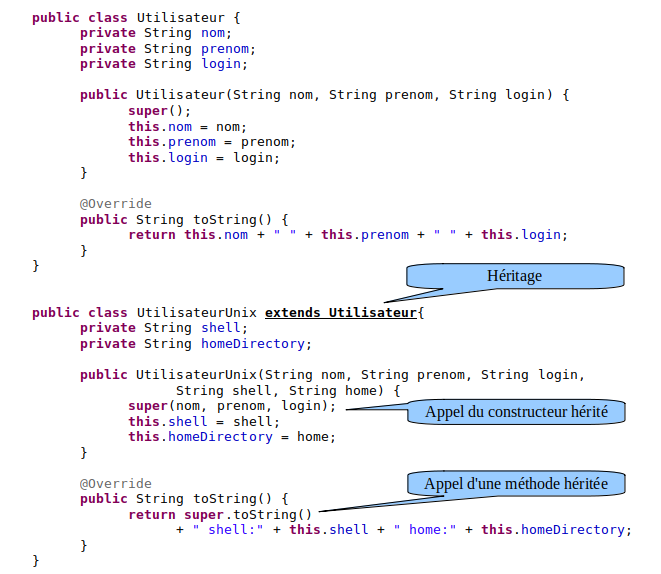 public class Utilisateur {
private String nom;
private String prenom;
private String login;
public Utilisateur(String nom, String prenom, String login) {
super();
this.nom = nom;
this.prenom = prenom;
this.login = login;
}
@Override
public String toString() {
return this.nom + " " + this.prenom + " " + this.login;
}
}
Héritage
public class UtilisateurUnix extends Utilisateur{
private String shell;
private String homeDirectory;
public UtilisateurUnix(String nom, String prenom, String login,
String shell, String home) {
super(nom, prenom, login);
Appel du constructeur hérité
this.shell = shell;
this.homeDirectory = home;
}
@Override
Appel d'une méthode héritée
public String toString() {
return super.toString()
+ " shell:" + this.shell + " home:" + this.homeDirectory;
}
}